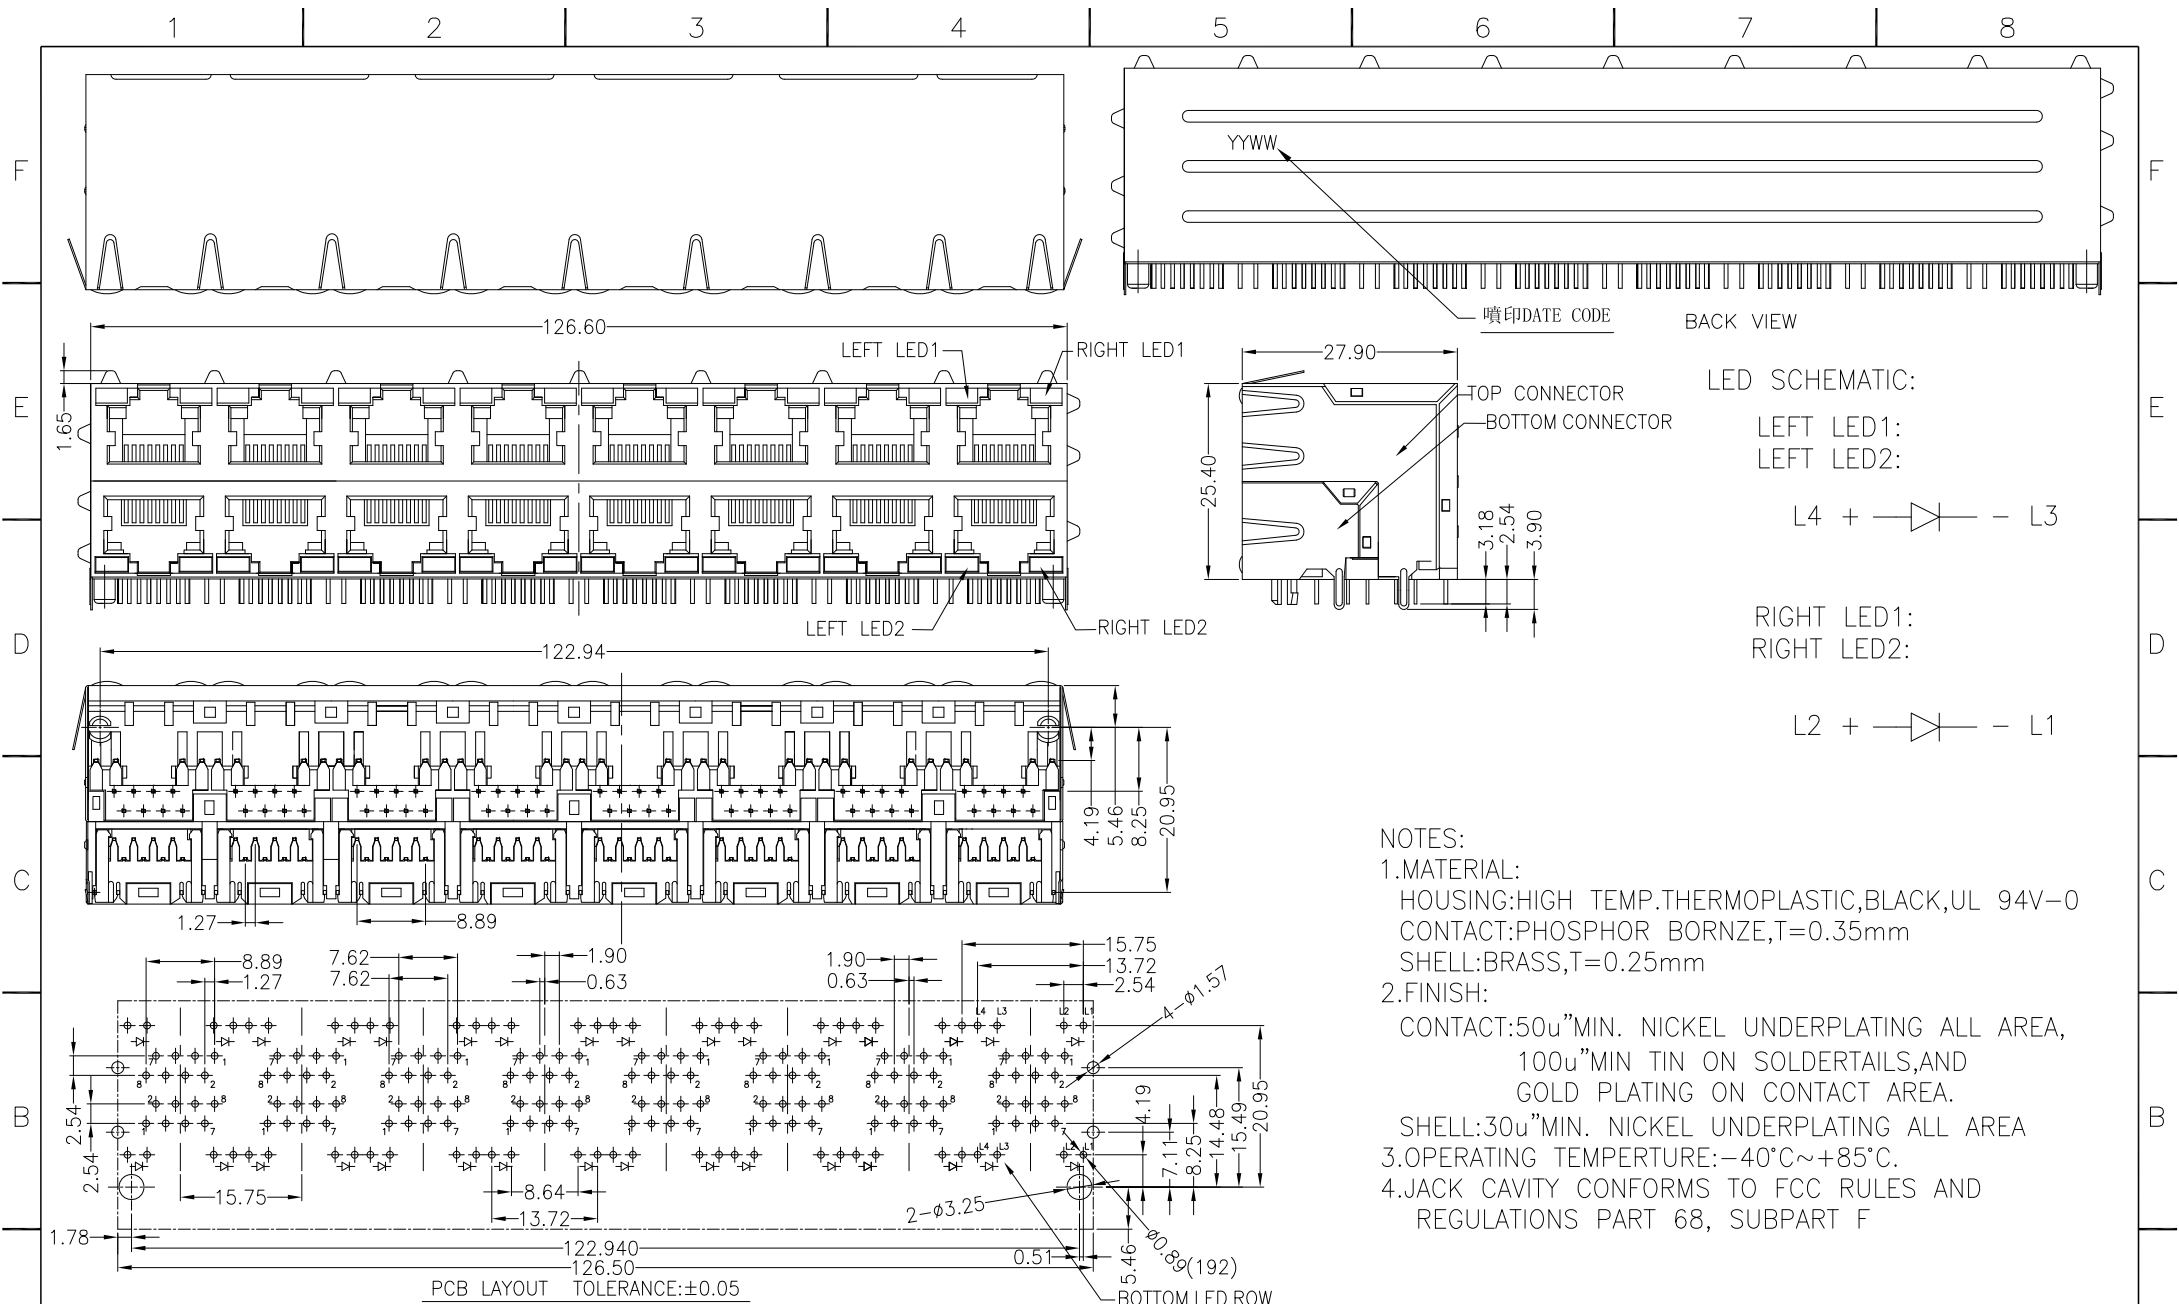 1 2 3 4 5 6 7 8
F F
YYWW
噴印DATE CODE
BACK VIEW
126.60
LEFT LED1
RIGHT LED1
1.65
E E
27.90
TOP CONNECTOR
BOTTOM CONNECTOR
25.40
3.18
2.54
3.90
LED SCHEMATIC:
LEFT LED1:
LEFT LED2:
L4 + - L3
RIGHT LED1:
RIGHT LED2:
L2 + - L1
LEFT LED2
RIGHT LED2
D D
122.94
4.19
5.46
8.25
20.95
C C
1.27
8.89
NOTES:
1.MATERIAL:
HOUSING:HIGH TEMP.THERMOPLASTIC,BLACK,UL 94V-0
CONTACT:PHOSPHOR BORNZE,T=0.35mm
SHELL:BRASS,T=0.25mm
2.FINISH:
CONTACT:50u"MIN. NICKEL UNDERPLATING ALL AREA,
100u"MIN TIN ON SOLDERTAILS,AND
GOLD PLATING ON CONTACT AREA.
SHELL:30u"MIN. NICKEL UNDERPLATING ALL AREA
3.OPERATING TEMPERTURE:-40°C~+85°C.
4.JACK CAVITY CONFORMS TO FCC RULES AND
REGULATIONS PART 68, SUBPART F
8.89
1.27
7.62
7.62
1.90
0.63
1.90
0.63
15.75
13.72
2.54
4-ø1.57
L4 L3 L2 L1
B B
2.54
2.54
4.19
7.11
8.25
14.48
15.49
20.95
L4 L3 L2 L1
15.75
8.64
13.72
2-ø3.25
1.78
122.940
0.51
126.50
5.46
ø0.89(192)
PCB LAYOUT TOLERANCE:±0.05
BOTTOM LED ROW